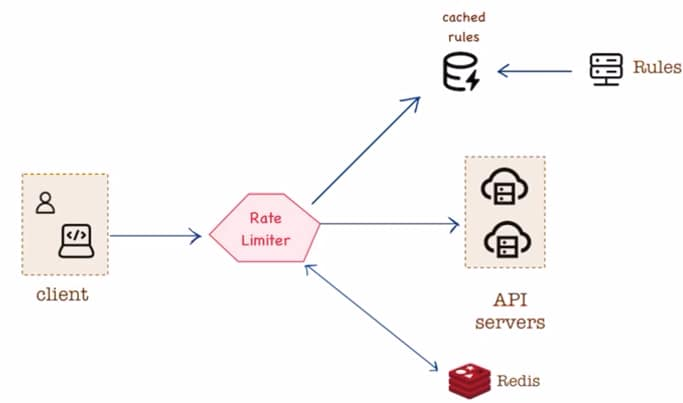 cached
rules
Rules
Rate
Limiter
</>
client
API
servers
Redis